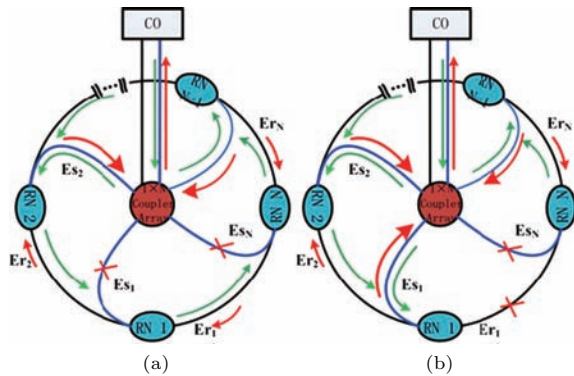 CO
CO
RN N-1
RN N-1
Er_N
Er_N
Es_2
Es_2
1×N
Coupler
Array
1×N
Coupler
Array
RN 2
RN N
RN 2
RN N
Es_N
Es_N
Er_2
Er_2
Es_1
Es_1
RN 1
Er_1
RN 1
Er_1
(a)
(b)